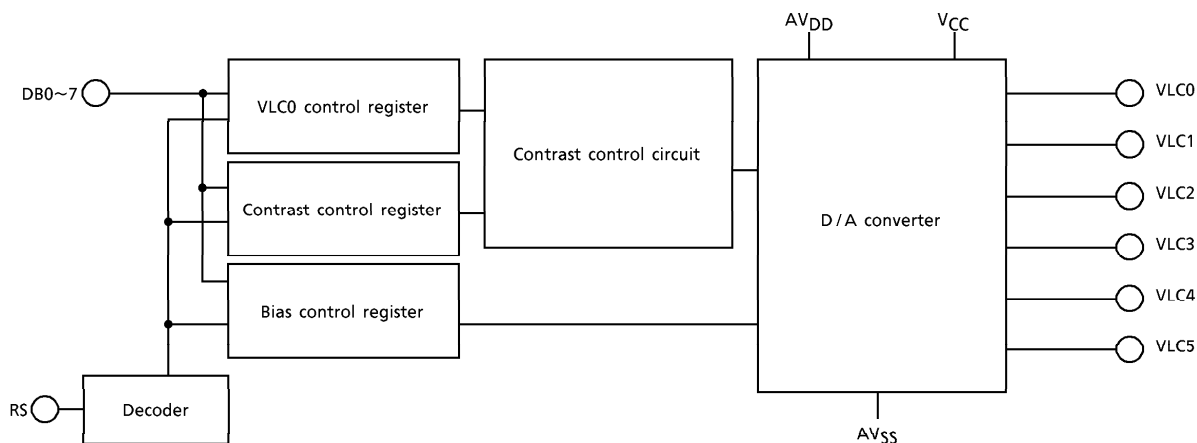 AVDD
VCC
DB0~7
VLC0 control register
Contrast control circuit
Contrast control register
Bias control register
D/A converter
VLC0
VLC1
VLC2
VLC3
VLC4
VLC5
RS
Decoder
AVSS